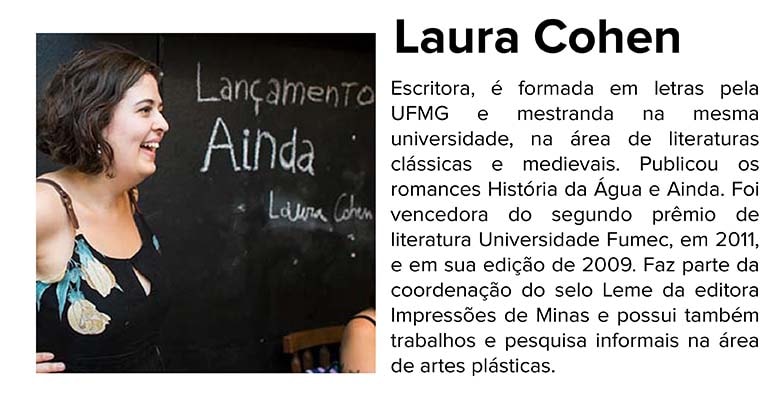 Laura Cohen
Lançamento
Ainda
Laura Cohen
Escritora, é formada em letras pela
UFMG e mestranda na mesma
universidade, na área de literaturas
clássicas e medievais. Publicou os
romances História da Água e Ainda. Foi
vencedora do segundo prêmio de
literatura Universidade Fumec, em 2011,
e em sua edição de 2009. Faz parte da
coordenação do selo Leme da editora
Impressões de Minas e possui também
trabalhos e pesquisa informais na área
de artes plásticas.